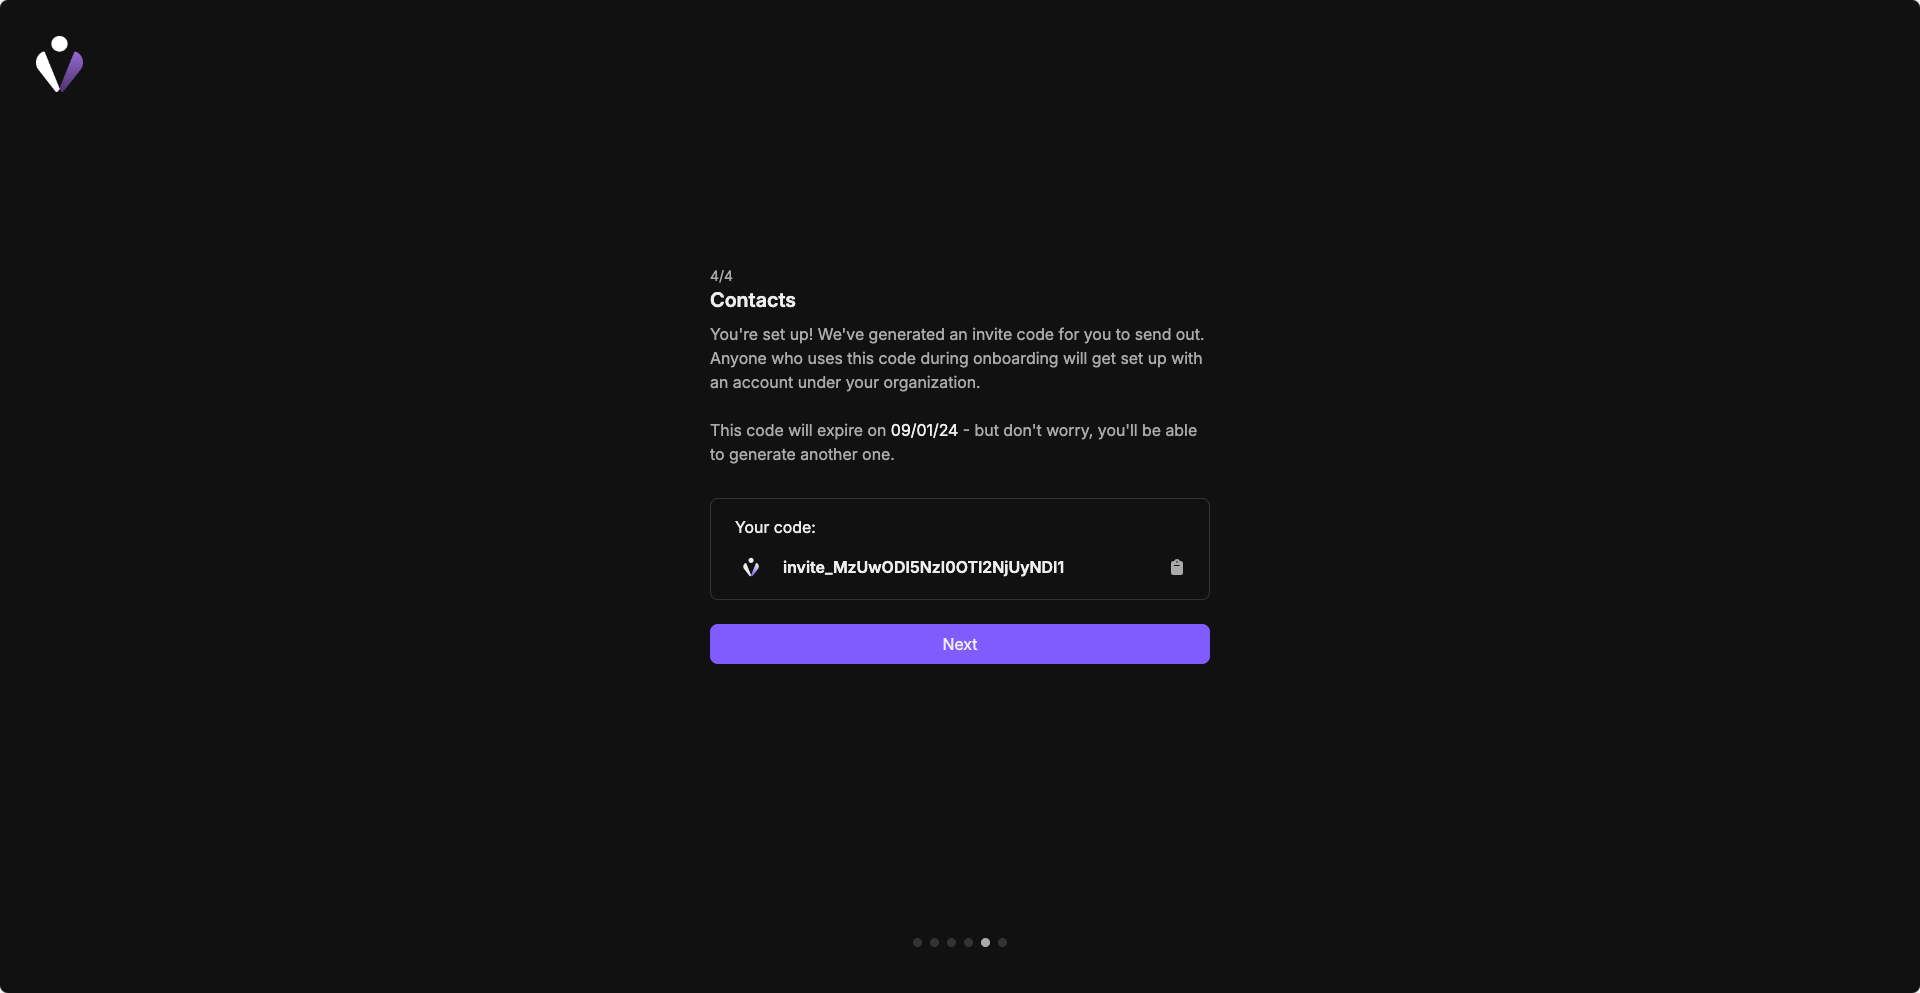 4/4
Contacts
You're set up! We've generated an invite code for you to send out.
Anyone who uses this code during onboarding will get set up with
an account under your organization.
This code will expire on 09/01/24 - but don't worry, you'll be able
to generate another one.
Your code:
invite_MzUwODI5NzI0OTI2NjUyNDI1
Next